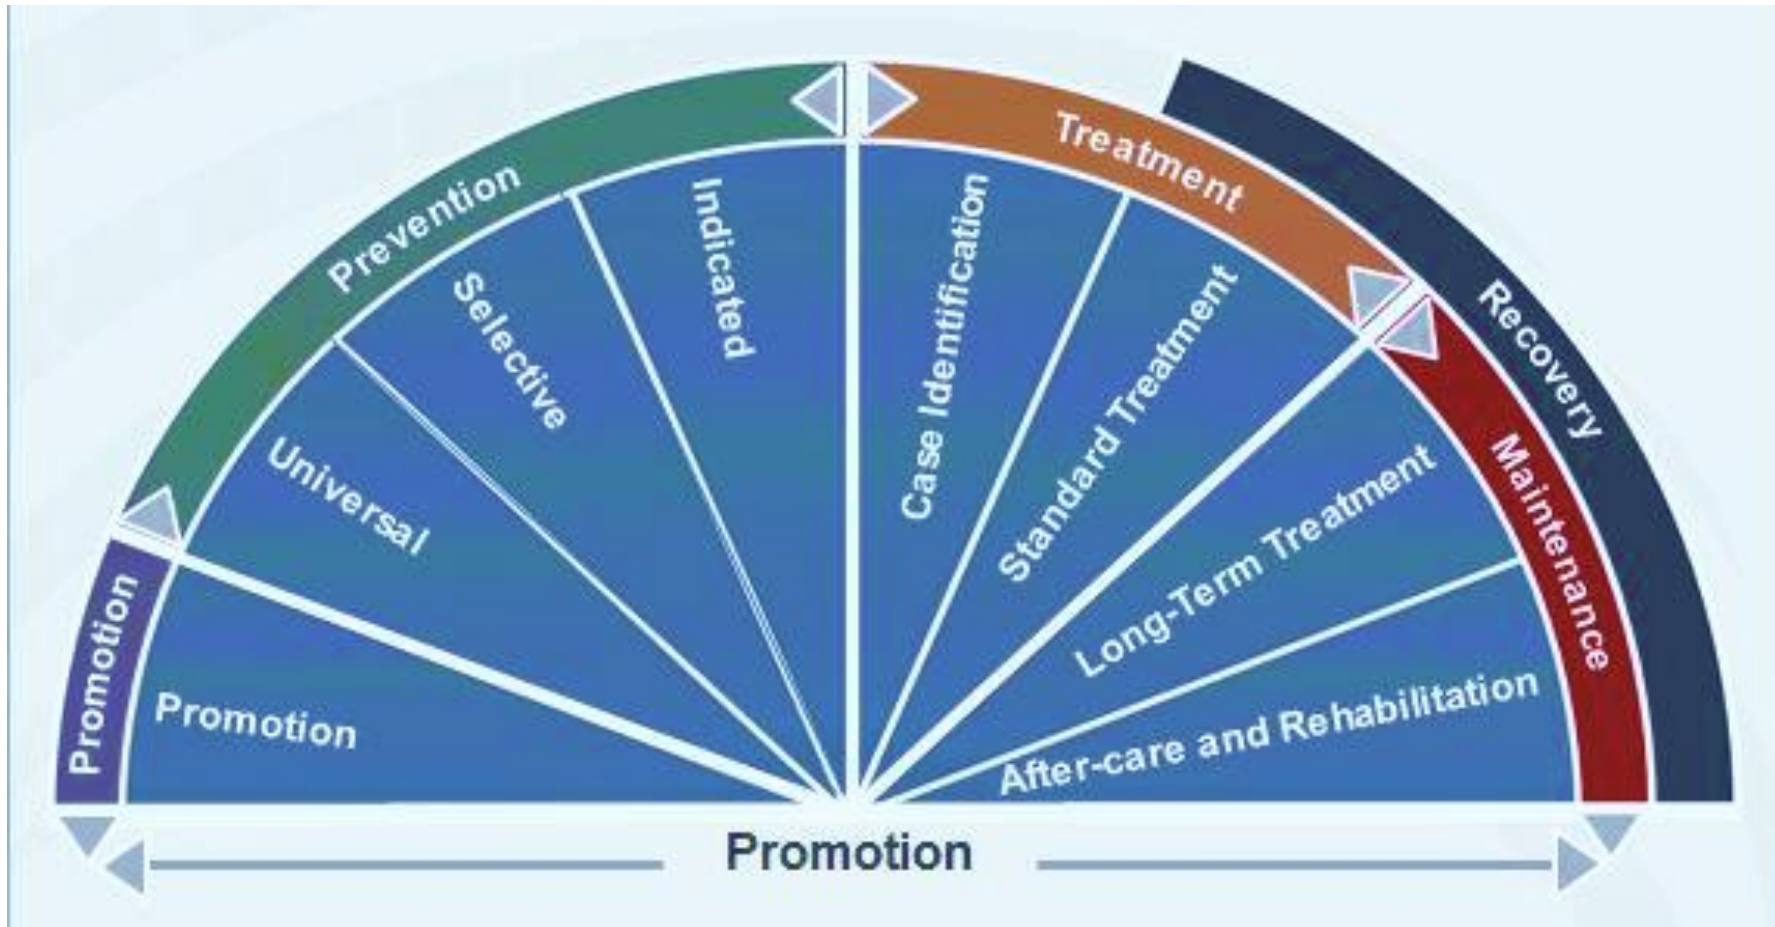 Promotion
Prevention
Treatment
Recovery
Maintenance
Promotion
Universal
Selective
Indicated
Case Identification
Standard Treatment
Long-Term Treatment
After-care and Rehabilitation
Promotion